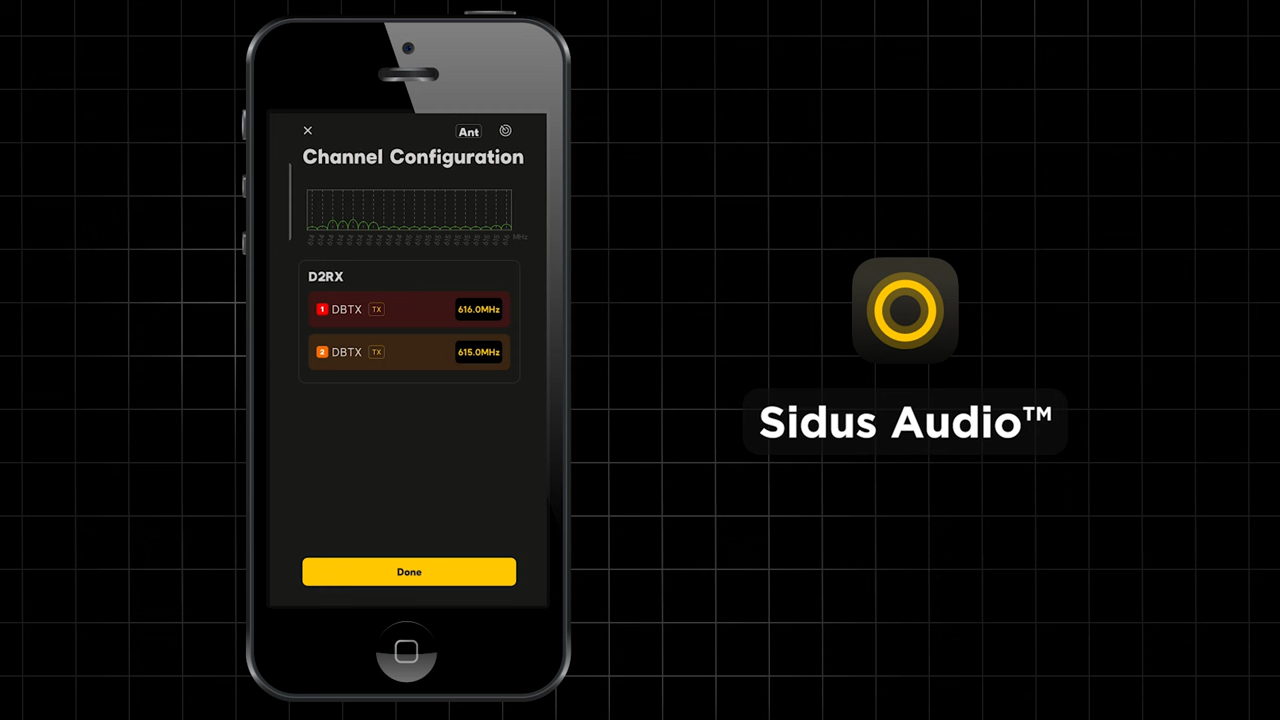 Ant
Channel Configuration
MHz
D2RX
1 DBTX TX 616.0MHz
2 DBTX TX 615.0MHz
Done
Sidus Audio™